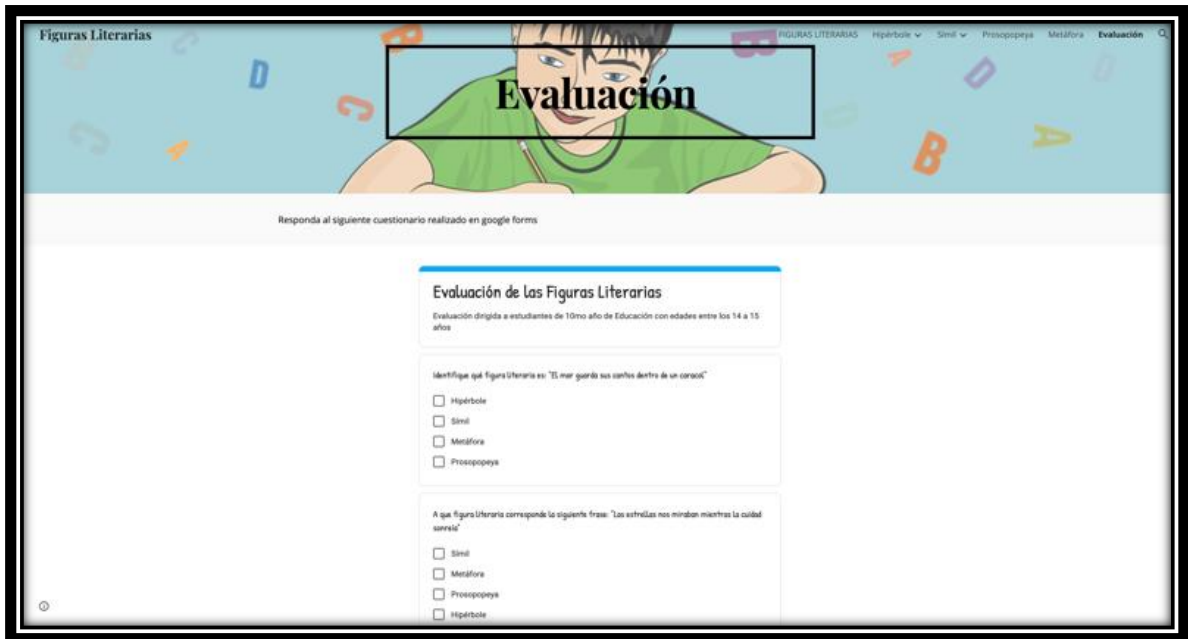 Figuras Literarias
FIGURAS LITERARIAS Hipérbole Símil Prosopopeya Metáfora Evaluación
Evaluación
Responda al siguiente cuestionario realizado en google forms
Evaluación de las Figuras Literarias
Evaluación dirigida a estudiantes de 10mo año de Educación con edades entre los 14 a 15
años
Identifique qué figura literaria es: "El mar guarda sus cantos dentro de un caracol"
Hipérbole
Símil
Metáfora
Prosopopeya
A que figura literaria corresponde la siguiente frase: "Las estrellas nos miraban mientras la cuidad
sonreía"
Símil
Metáfora
Prosopopeya
Hipérbole